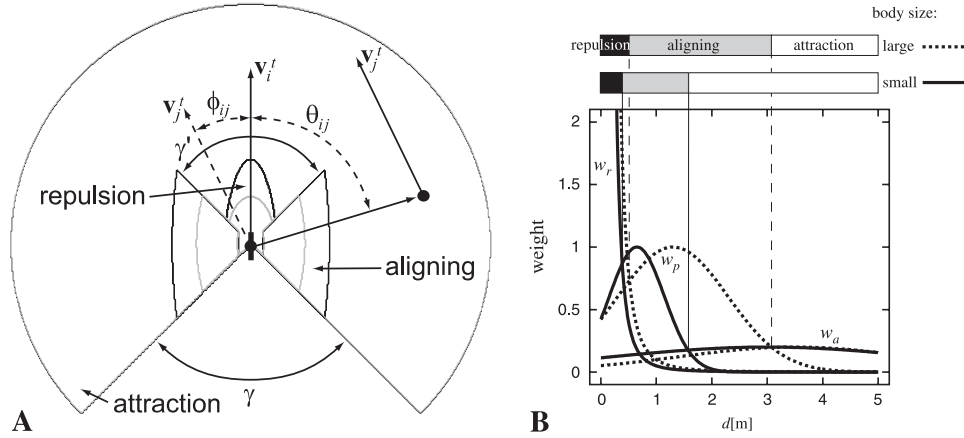 v_i^t
v_j^t
v_j^t
ϕ_ij
θ_ij
γ'
repulsion
aligning
γ
attraction
A
body size:
repulsion aligning attraction large
small
2
w_r
1.5
weight
1
w_p
0.5
w_a
0
0 1 2 3 4 5
d[m]
B